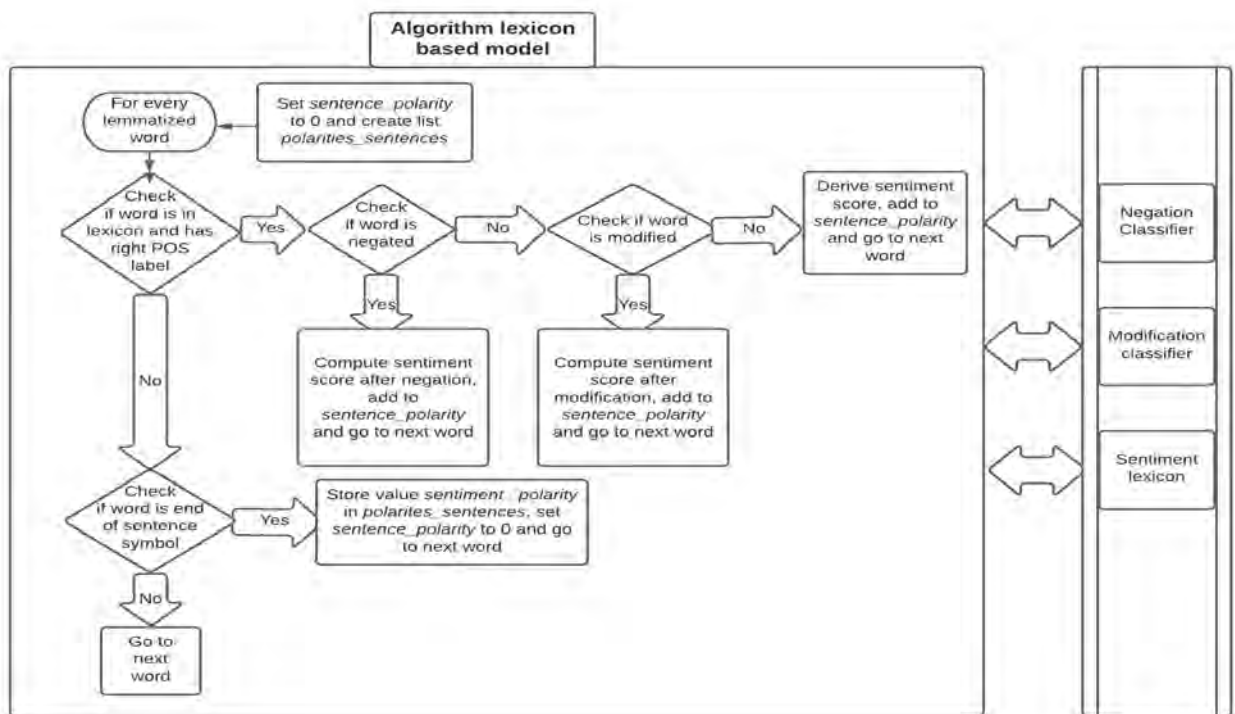 Algorithm lexicon
based model
For every
lemmatized
word
Set sentence_polarity
to 0 and create list
polarities_sentences
Check
if word is in
lexicon and has
right POS
label
Yes
Check
if word is
negated
No
Check if word
is modified
No
Derive sentiment
score, add to
sentence_polarity
and go to next
word
Yes
Compute sentiment
score after negation,
add to
sentence_polarity
and go to next word
Yes
Compute sentiment
score after
modification, add to
sentence_polarity
and go to next word
No
Check
if word is end
of sentence
symbol
Yes
Store value sentiment_polarity
in polarites_sentences, set
sentence_polarity to 0 and go
to next word
No
Go to
next
word
Negation
Classifier
Modification
classifier
Sentiment
lexicon